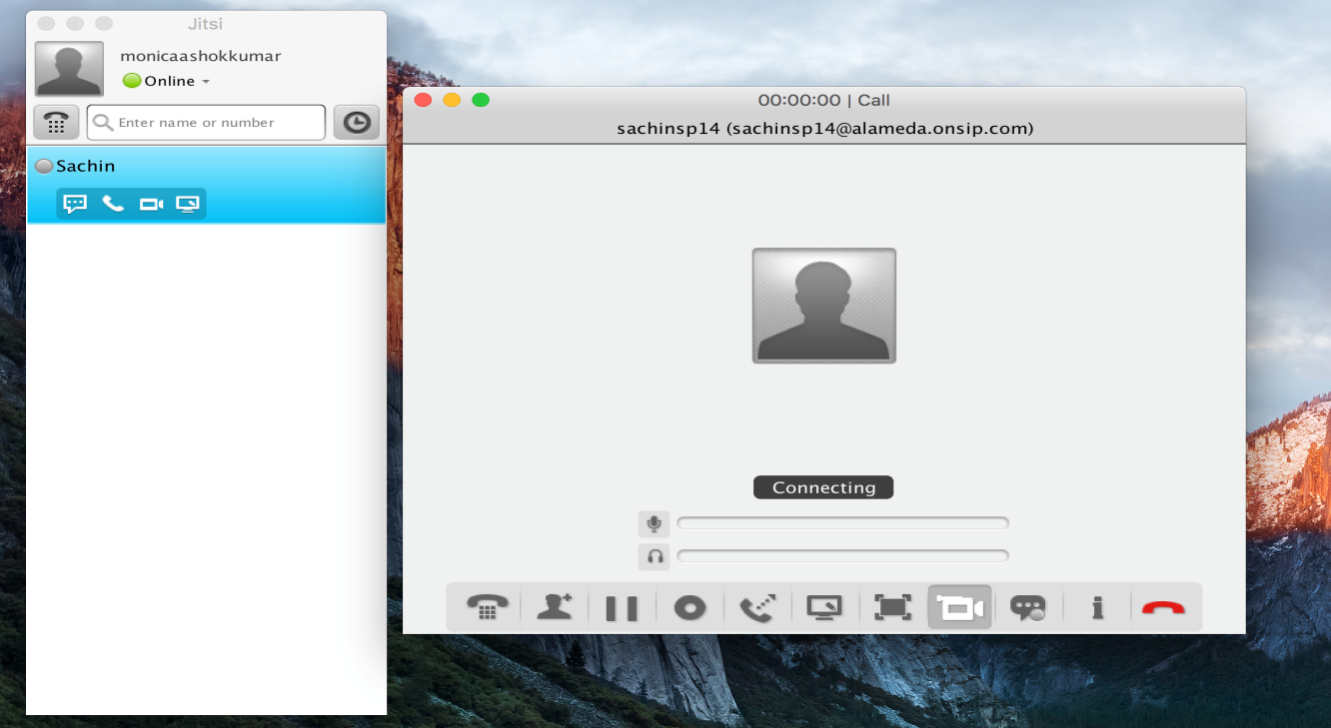 Jitsi
monicaashokkumar
Online
Enter name or number
Sachin
00:00:00 | Call
sachinsp14 (sachinsp14@alameda.onsip.com)
Connecting